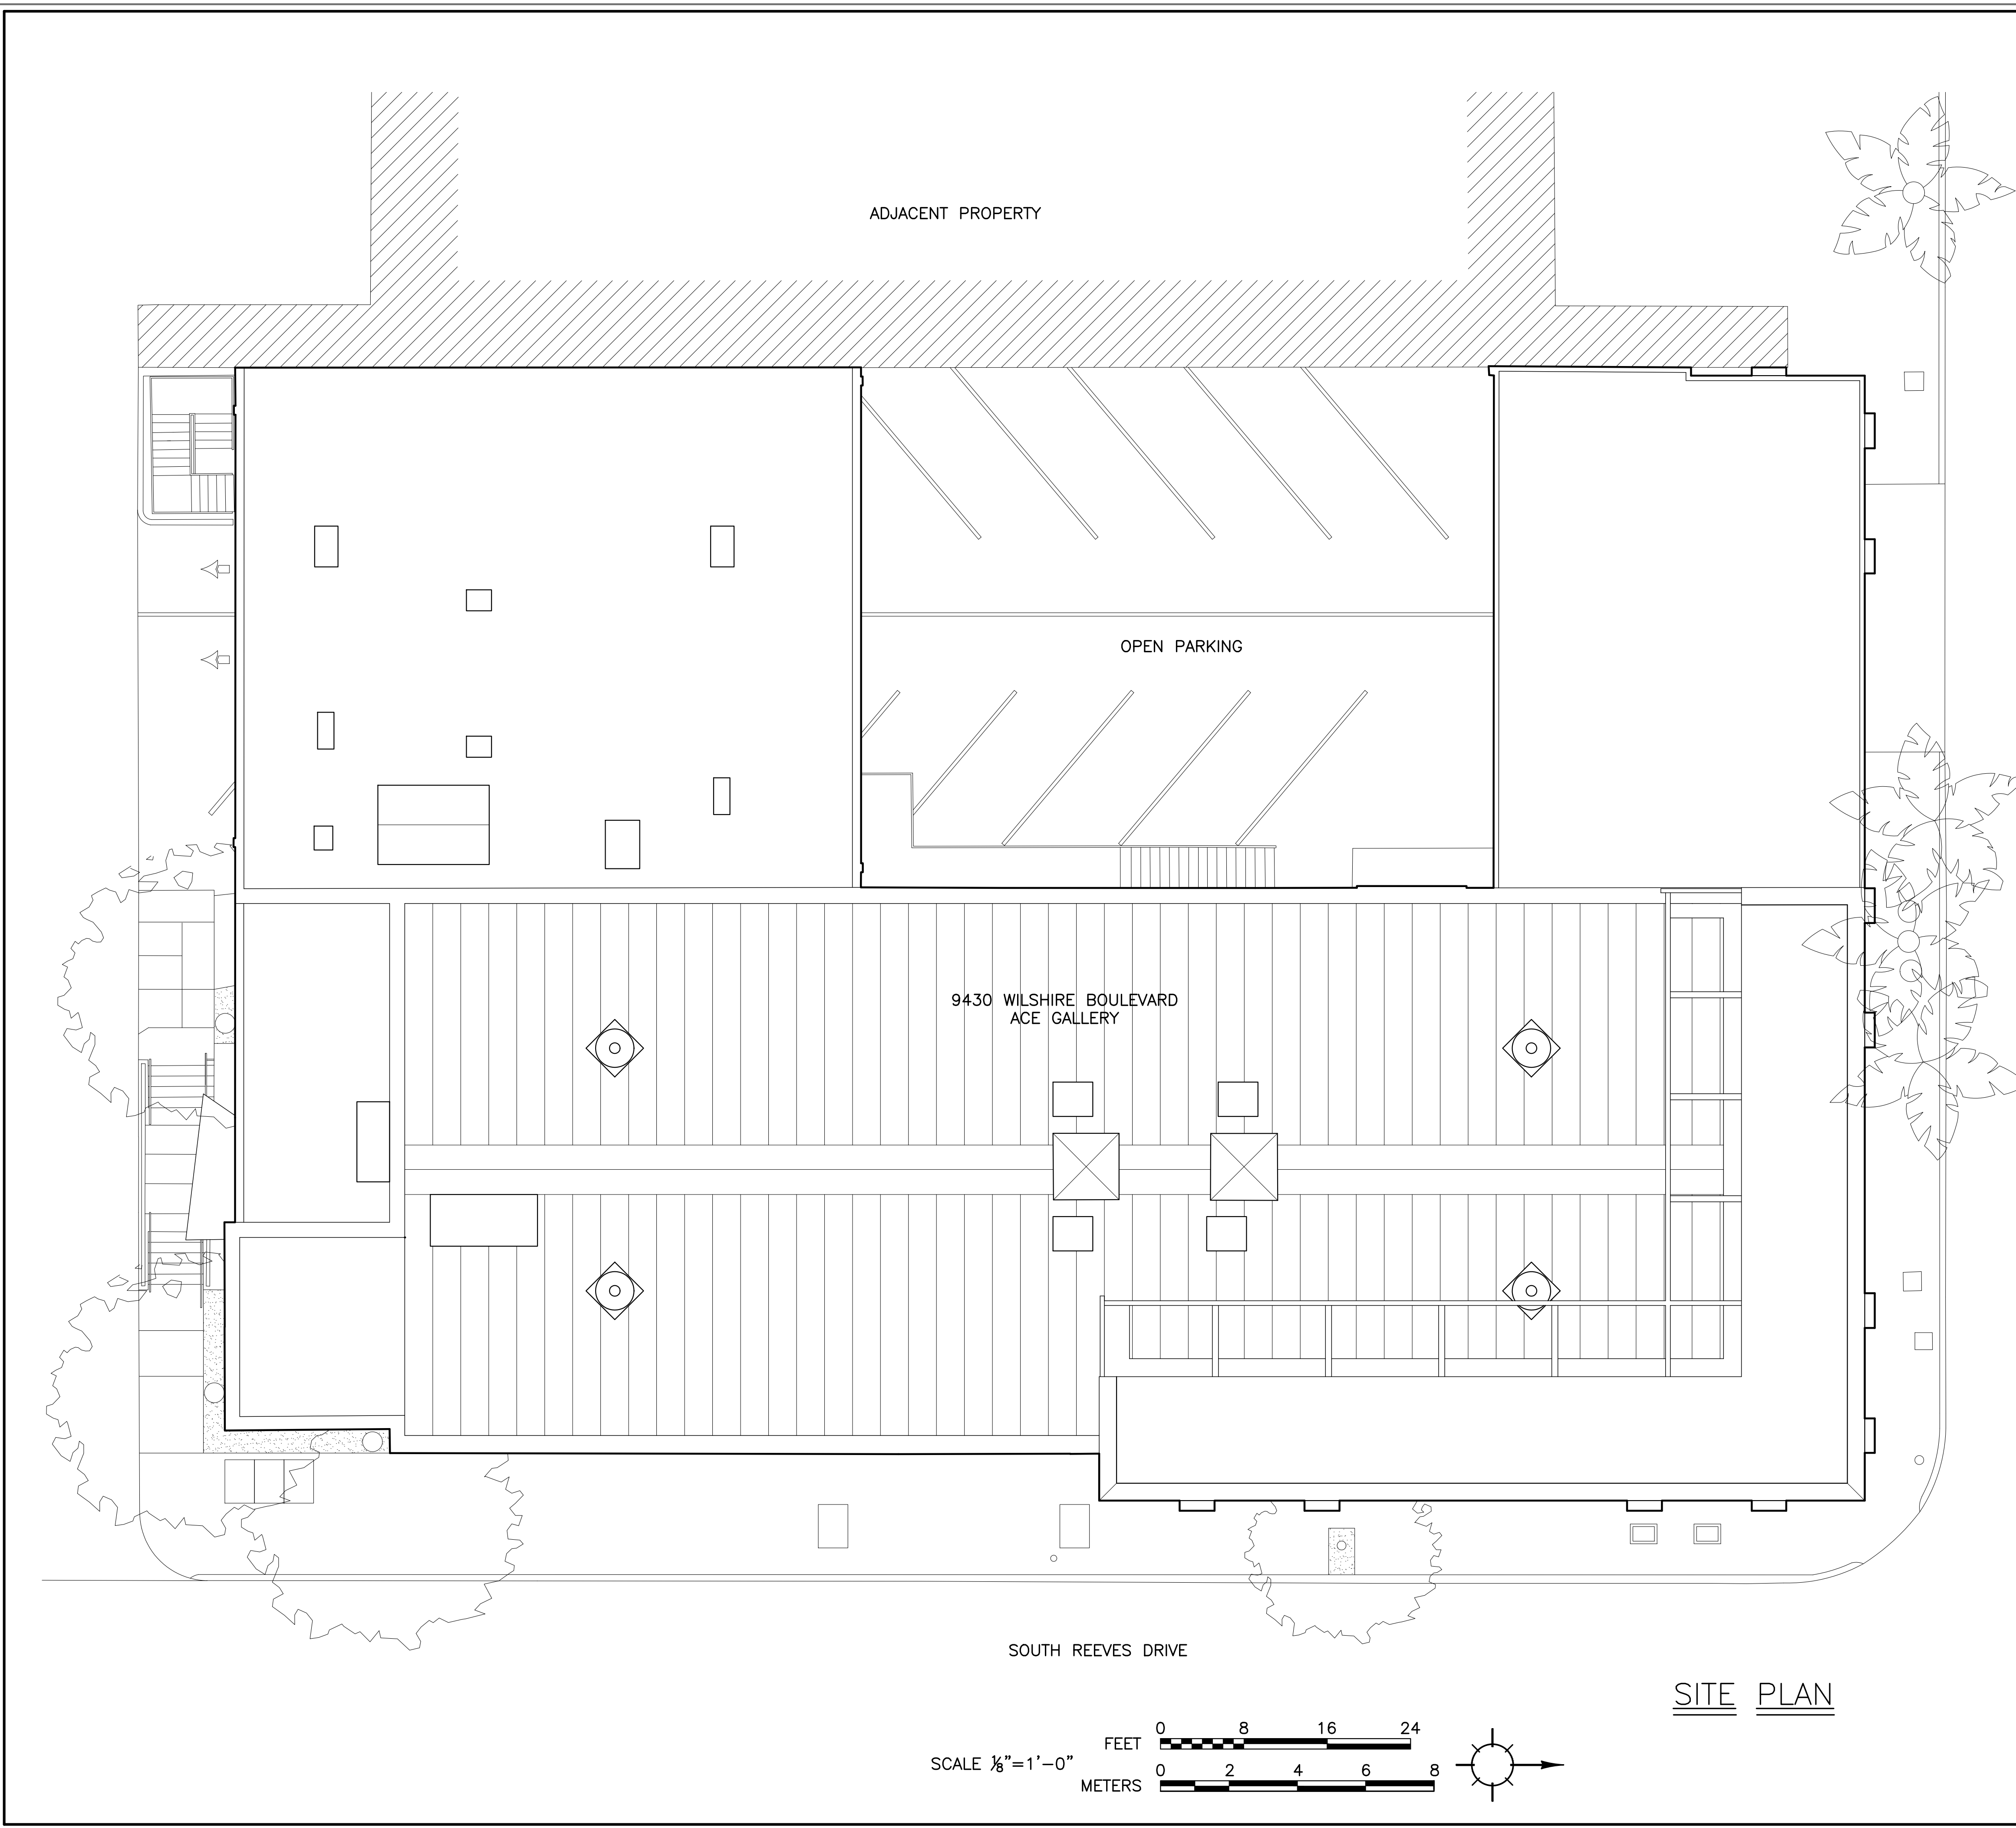 ADJACENT PROPERTY
OPEN PARKING
9430 WILSHIRE BOULEVARD
ACE GALLERY
SOUTH REEVES DRIVE
SITE PLAN
0 8 16 24
FEET
SCALE ⅛"=1'-0"
0 2 4 6 8
METERS